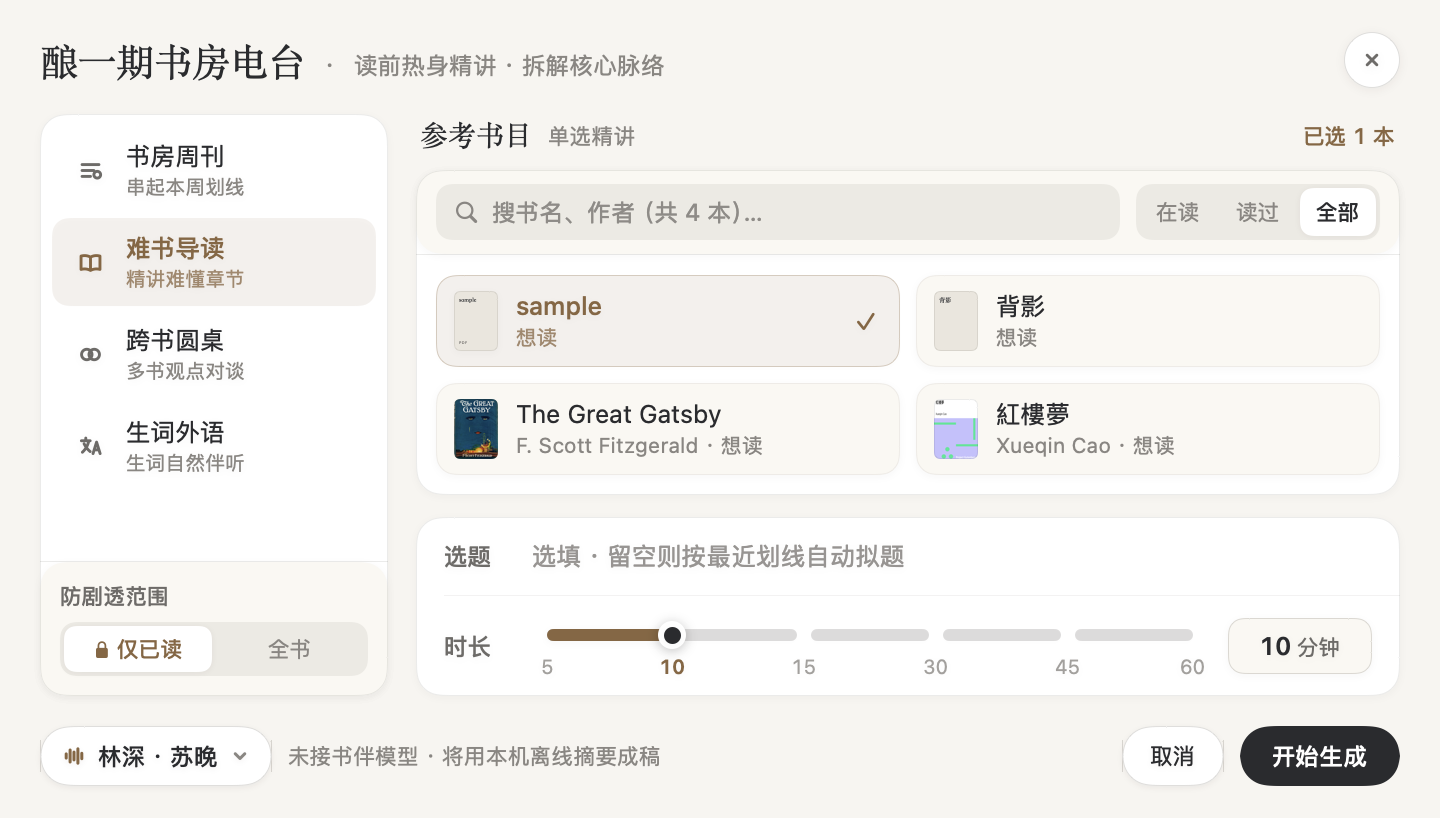 酿一期书房电台 · 读前热身精讲 · 拆解核心脉络
书房周刊
串起本周划线
难书导读
精讲难懂章节
跨书圆桌
多书观点对谈
生词外语
生词自然伴听
防剧透范围
仅已读 全书
参考书目 单选精讲 已选 1 本
搜书名、作者（共 4 本）...
在读 读过 全部
sample
PDF
sample
想读
背影
背影
想读
The GREAT GATSBY
The Great Gatsby
F. Scott Fitzgerald · 想读
紅樓夢
Xueqin Cao · 想读
选题 选填 · 留空则按最近划线自动拟题
时长
5 10 15 30 45 60
10 分钟
林深 · 苏晚 未接书伴模型 · 将用本机离线摘要成稿
取消 开始生成